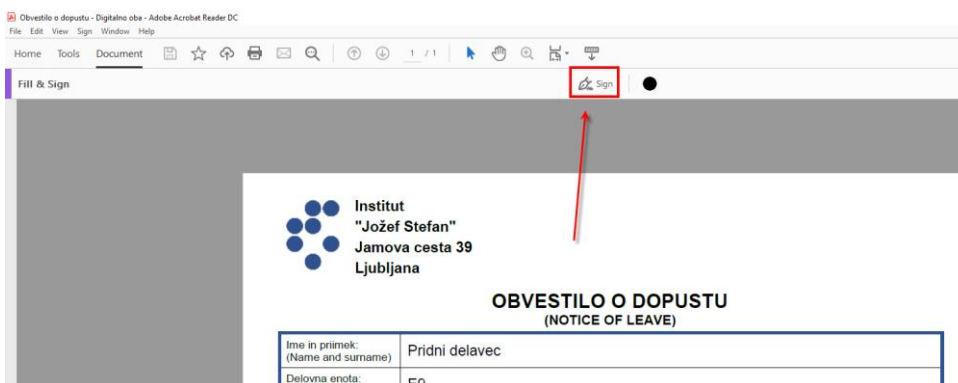 Obvestilo o dopustu - Digitalno oba - Adobe Acrobat Reader DC
File Edit View Sign Window Help
Home Tools Document 1 / 1
Fill & Sign
Sign
Institut
"Jožef Stefan"
Jamova cesta 39
Ljubljana
OBVESTILO O DOPUSTU
(NOTICE OF LEAVE)
Ime in priimek:
(Name and surname)
Pridni delavec
Delovna enota:
E9